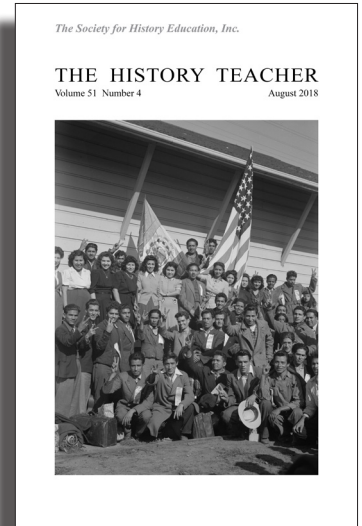 The Society for History Education, Inc.
THE HISTORY TEACHER
Volume 51 Number 4 August 2018